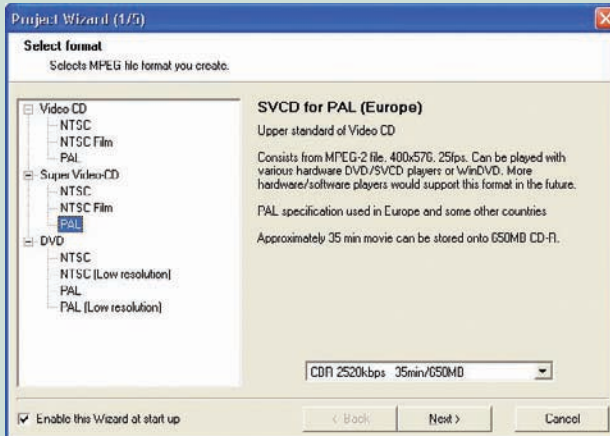 Project Wizard (1/5)
Select format
Selects MPEG file format you create.
Video CD
NTSC
NTSC Film
PAL
Super Video-CD
NTSC
NTSC Film
PAL
DVD
NTSC
NTSC (Low resolution)
PAL
PAL (Low resolution)
SVCD for PAL (Europe)
Upper standard of Video CD
Consists from MPEG-2 file, 480x576, 25fps. Can be played with
various hardware DVD/SVCD players or WinDVD. More
hardware/software players would support this format in the future.
PAL specification used in Europe and some other countries
Approximately 35 min movie can be stored onto 650MB CD-R.
CBR 2520kbps 35min/650MB
Enable this Wizard at start up
< Back
Next >
Cancel